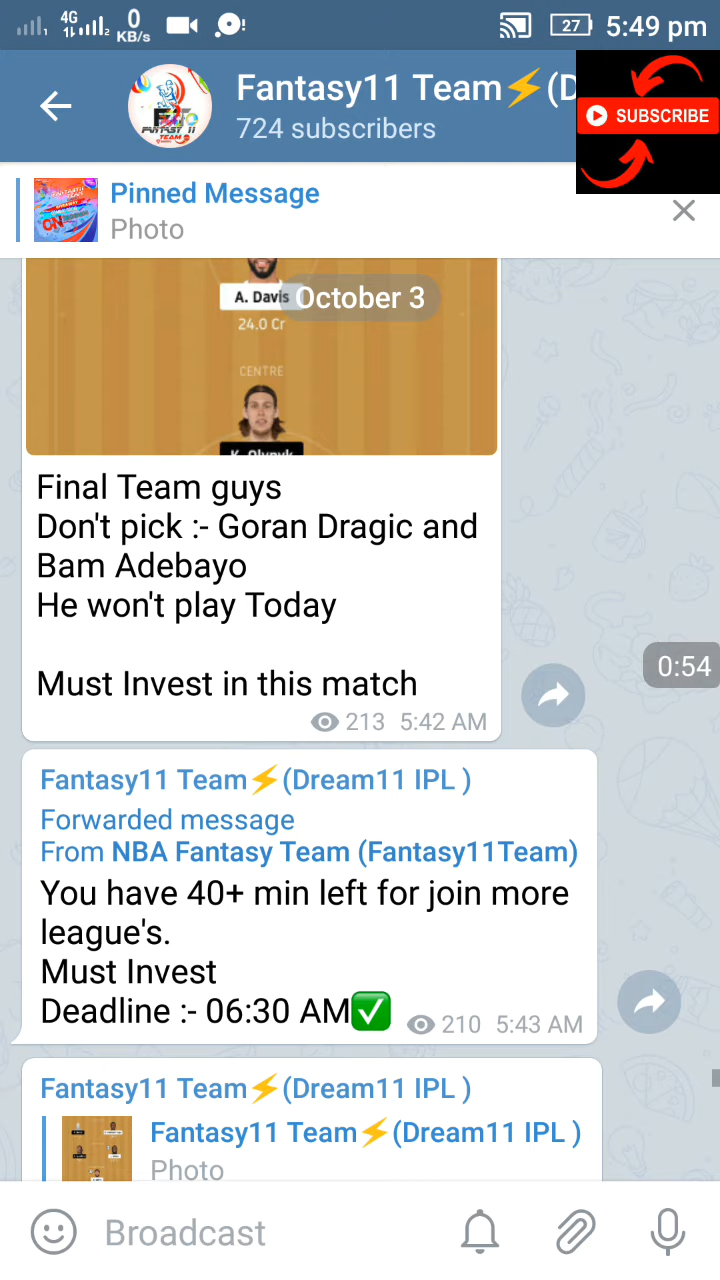 4G
0
KB/s
27
5:49 pm
Fantasy11 Team⚡(D
724 subscribers
SUBSCRIBE
Pinned Message
Photo
ON
TEAM
A. Davis
October 3
24.0 Cr
CENTRE
K. Olynyk
Final Team guys
Don't pick :- Goran Dragic and
Bam Adebayo
He won't play Today
Must Invest in this match
213 5:42 AM
0:54
Fantasy11 Team⚡(Dream11 IPL )
Forwarded message
From NBA Fantasy Team (Fantasy11Team)
You have 40+ min left for join more
league's.
Must Invest
Deadline :- 06:30 AM✅
210 5:43 AM
Fantasy11 Team⚡(Dream11 IPL )
Fantasy11 Team⚡(Dream11 IPL )
Photo
Broadcast